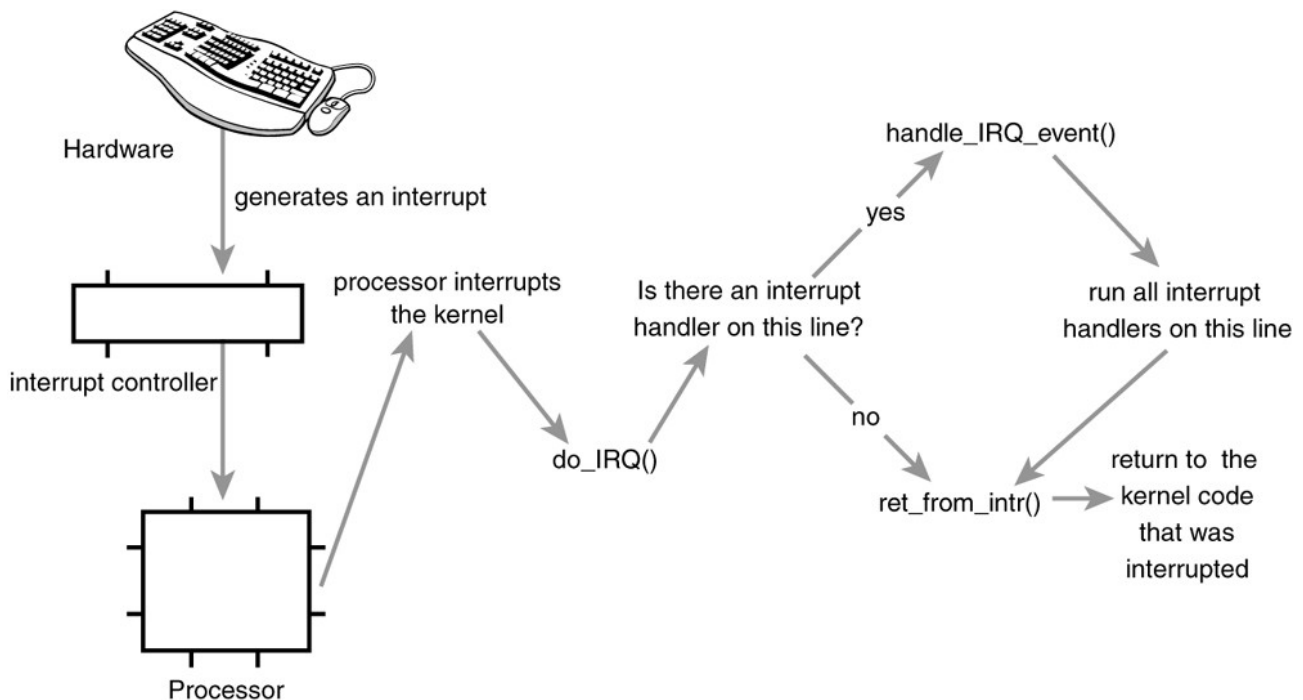 Hardware
generates an interrupt
interrupt controller
Processor
processor interrupts
the kernel
do_IRQ()
Is there an interrupt
handler on this line?
yes
no
handle_IRQ_event()
run all interrupt
handlers on this line
ret_from_intr()
return to the
kernel code
that was
interrupted